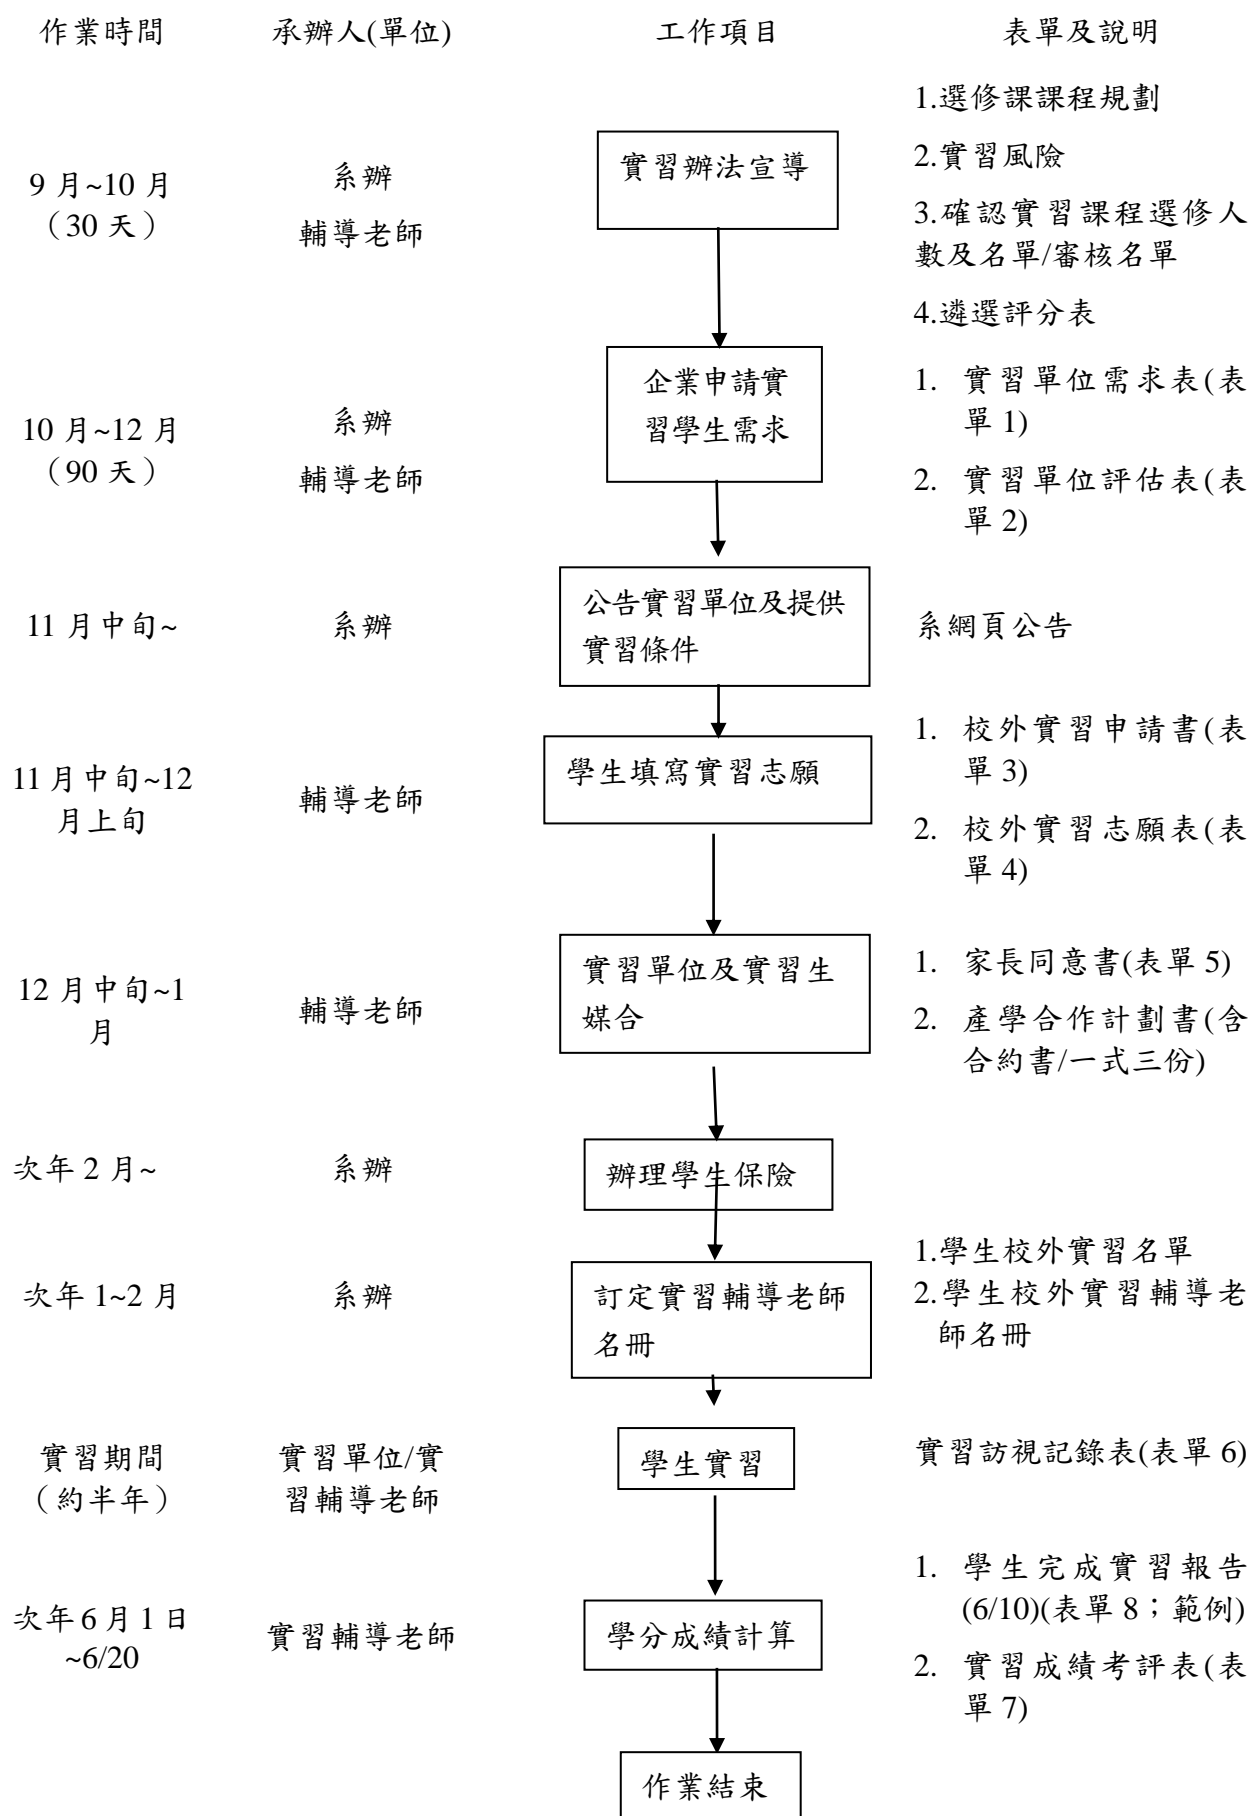 作業時間 承辦人(單位) 工作項目 表單及說明
9 月~10 月
（30 天）
系辦
輔導老師
實習辦法宣導
1.選修課課程規劃
2.實習風險
3.確認實習課程選修人
數及名單/審核名單
4.遴選評分表
10 月~12 月
（90 天）
系辦
輔導老師
企業申請實
習學生需求
1. 實習單位需求表(表
單 1)
2. 實習單位評估表(表
單 2)
11 月中旬~
系辦
公告實習單位及提供
實習條件
系網頁公告
11 月中旬~12
月上旬
輔導老師
學生填寫實習志願
1. 校外實習申請書(表
單 3)
2. 校外實習志願表(表
單 4)
12 月中旬~1
月
輔導老師
實習單位及實習生
媒合
1. 家長同意書(表單 5)
2. 產學合作計劃書(含
合約書/一式三份)
次年 2 月~
系辦
辦理學生保險
次年 1~2 月
系辦
訂定實習輔導老師
名冊
1.學生校外實習名單
2.學生校外實習輔導老
師名冊
實習期間
（約半年）
實習單位/實
習輔導老師
學生實習
實習訪視記錄表(表單 6)
次年 6 月 1 日
~6/20
實習輔導老師
學分成績計算
1. 學生完成實習報告
(6/10)(表單 8；範例)
2. 實習成績考評表(表
單 7)
作業結束